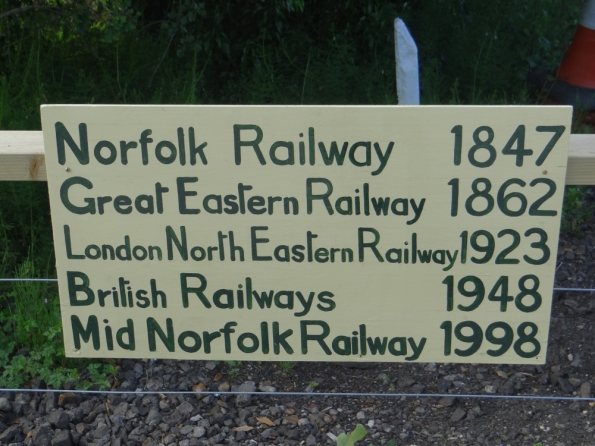 Norfolk Railway 1847
Great Eastern Railway 1862
London North Eastern Railway 1923
British Railways 1948
Mid Norfolk Railway 1998